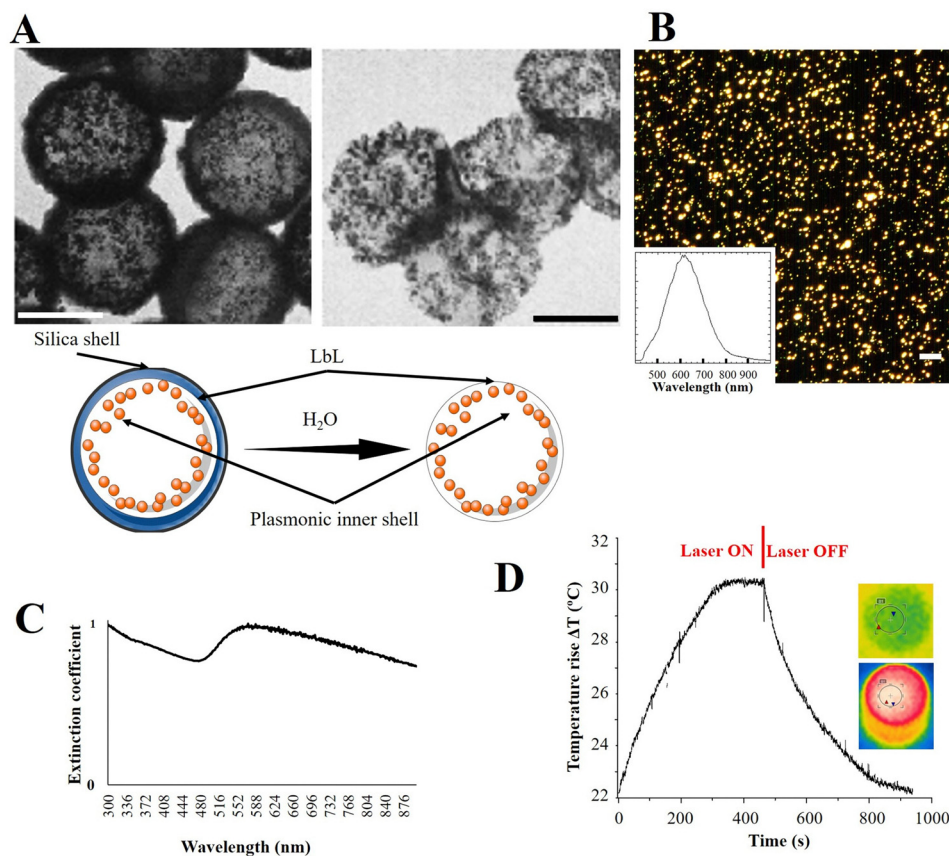 A
B
400 500 600 700 800 900
Wavelength (nm)
Silica shell
LbL
H₂O
Plasmonic inner shell
C
Extinction coefficient
1
0
300 336 372 408 444 480 516 552 588 624 660 696 732 768 804 840 876
Wavelength (nm)
D
Temperature rise ΔT (ºC)
32
30
28
26
24
22
Laser ON Laser OFF
0 200 400 600 800 1000
Time (s)